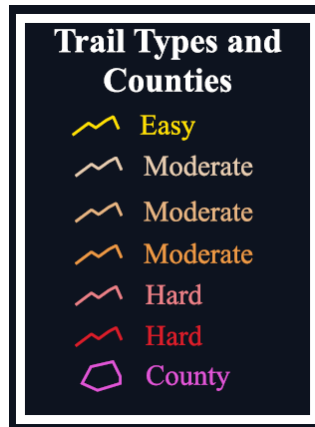 Trail Types and
Counties
Easy
Moderate
Moderate
Moderate
Hard
Hard
County